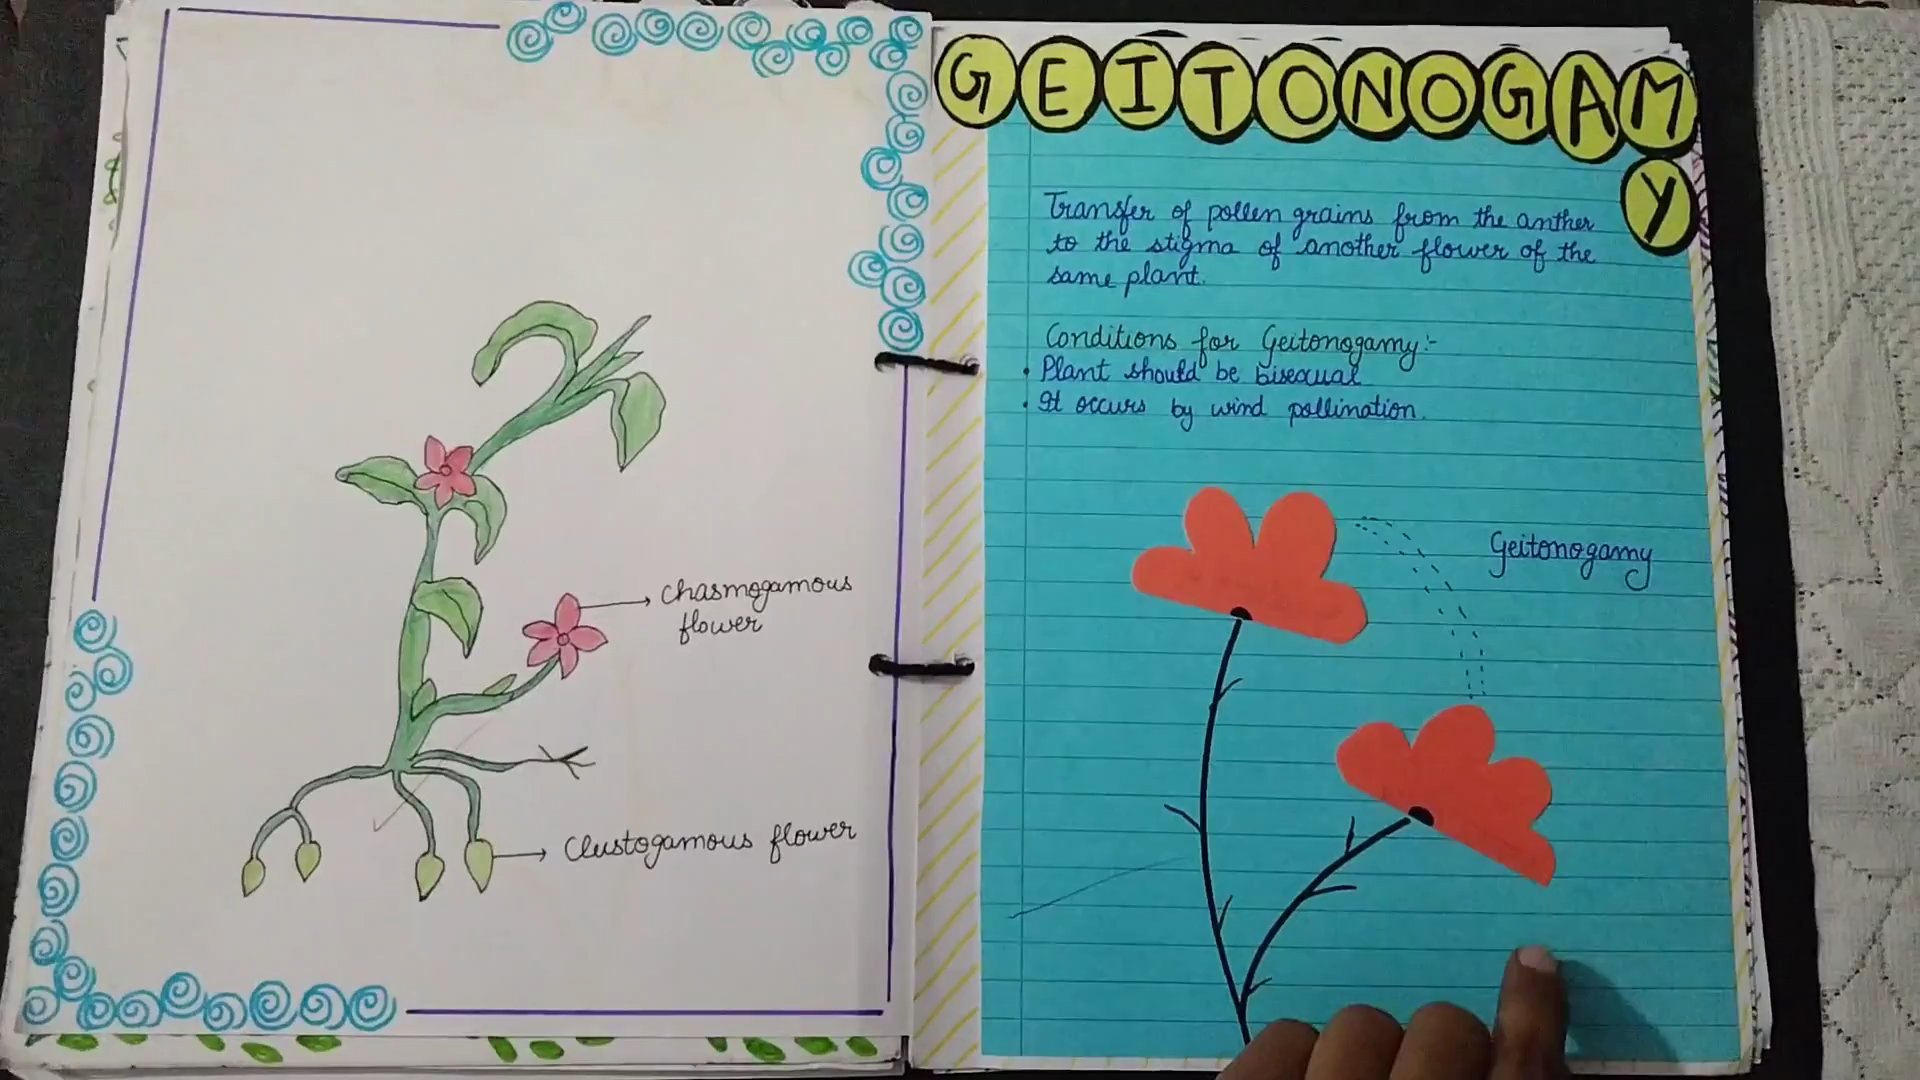 chasmogamous
flower
Clustogamous flower
GEITONOGAMY
Transfer of pollen grains from the anther
to the stigma of another flower of the
same plant.
Conditions for Geitonogamy:-
• Plant should be bisexual
• It occurs by wind pollination.
Geitonogamy